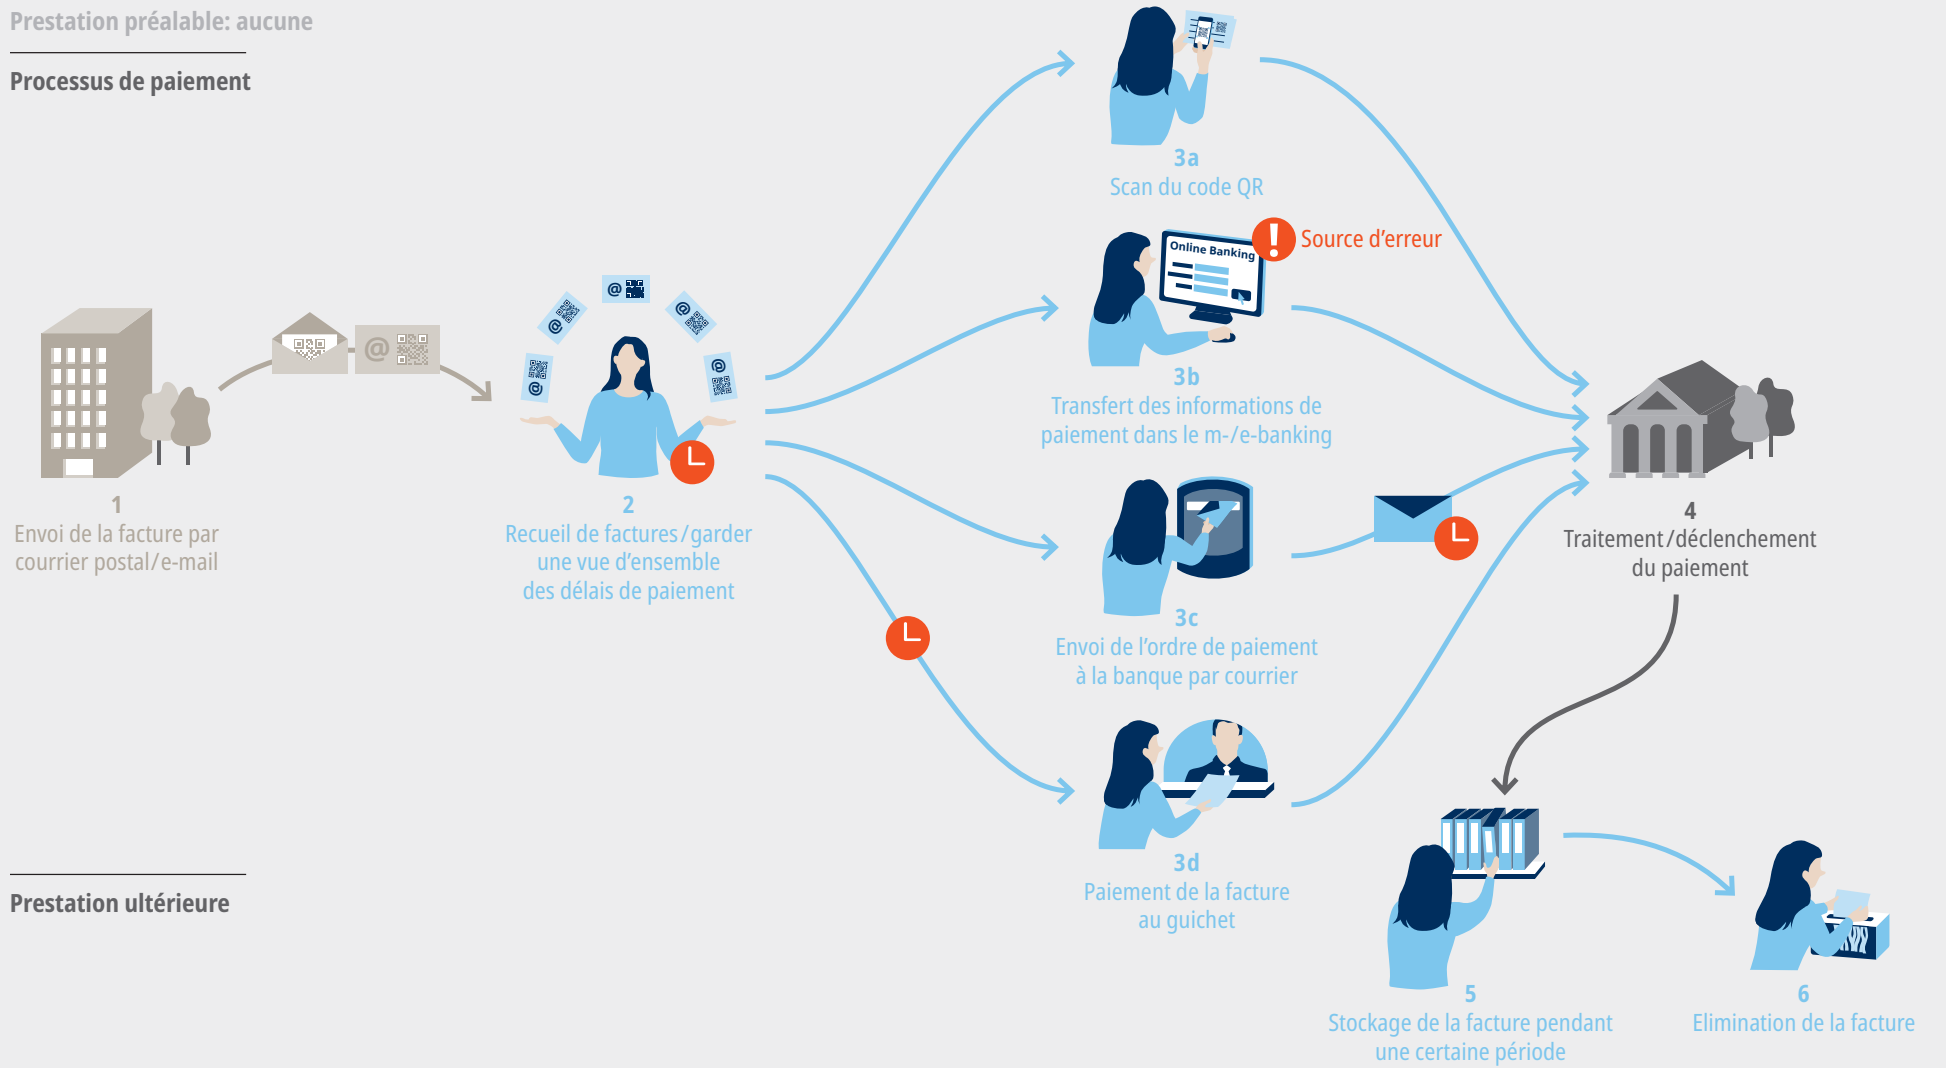 Prestation préalable: aucune
Processus de paiement
1
Envoi de la facture par
courrier postal/e-mail
@
@
@
@
@
@
2
Recueil de factures/garder
une vue d'ensemble
des délais de paiement
3a
Scan du code QR
Online Banking
Source d'erreur
3b
Transfert des informations de
paiement dans le m-/e-banking
3c
Envoi de l'ordre de paiement
à la banque par courrier
3d
Paiement de la facture
au guichet
4
Traitement/déclenchement
du paiement
Prestation ultérieure
5
Stockage de la facture pendant
une certaine période
6
Elimination de la facture